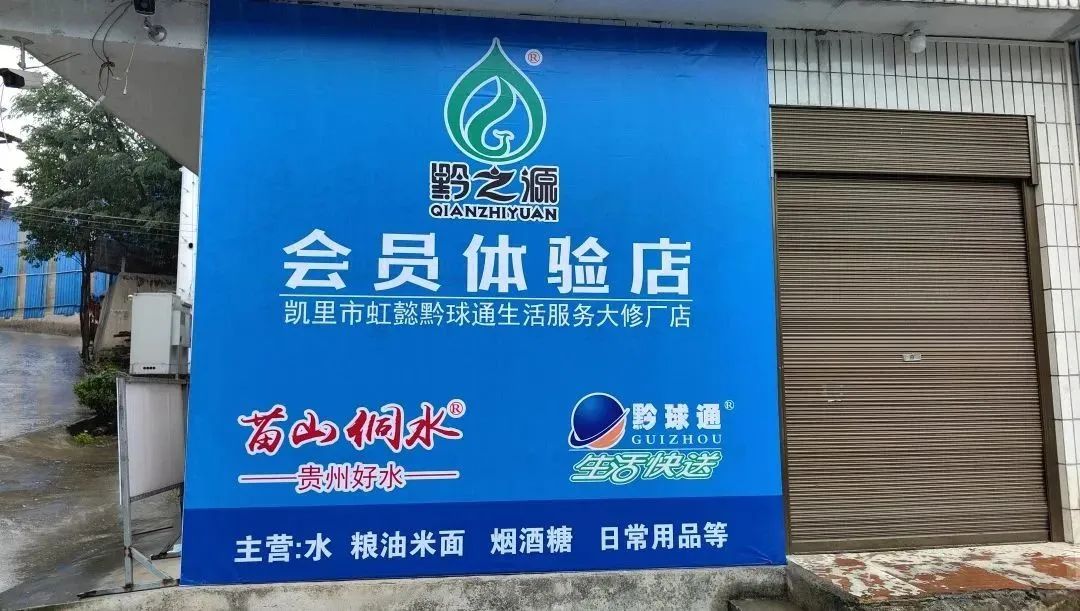 ®
黔之源
QIANZHIYUAN
会员体验店
凯里市虹懿黔球通生活服务大修厂店
苗山侗水®
贵州好水
黔球通®
GUIZHOU
生活快送
主营:水 粮油米面 烟酒糖 日常用品等